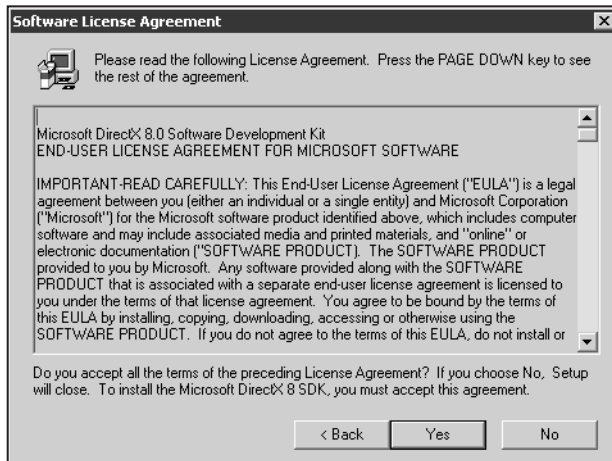 Software License Agreement
Please read the following License Agreement. Press the PAGE DOWN key to see
the rest of the agreement.
Microsoft DirectX 8.0 Software Development Kit
END-USER LICENSE AGREEMENT FOR MICROSOFT SOFTWARE
IMPORTANT-READ CAREFULLY: This End-User License Agreement ("EULA") is a legal
agreement between you (either an individual or a single entity) and Microsoft Corporation
("Microsoft") for the Microsoft software product identified above, which includes computer
software and may include associated media and printed materials, and "online" or
electronic documentation ("SOFTWARE PRODUCT). The SOFTWARE PRODUCT
provided to you by Microsoft. Any software provided along with the SOFTWARE
PRODUCT that is associated with a separate end-user license agreement is licensed to
you under the terms of that license agreement. You agree to be bound by the terms of
this EULA by installing, copying, downloading, accessing or otherwise using the
SOFTWARE PRODUCT. If you do not agree to the terms of this EULA, do not install or
Do you accept all the terms of the preceding License Agreement? If you choose No, Setup
will close. To install the Microsoft DirectX 8 SDK, you must accept this agreement.
< Back
Yes
No